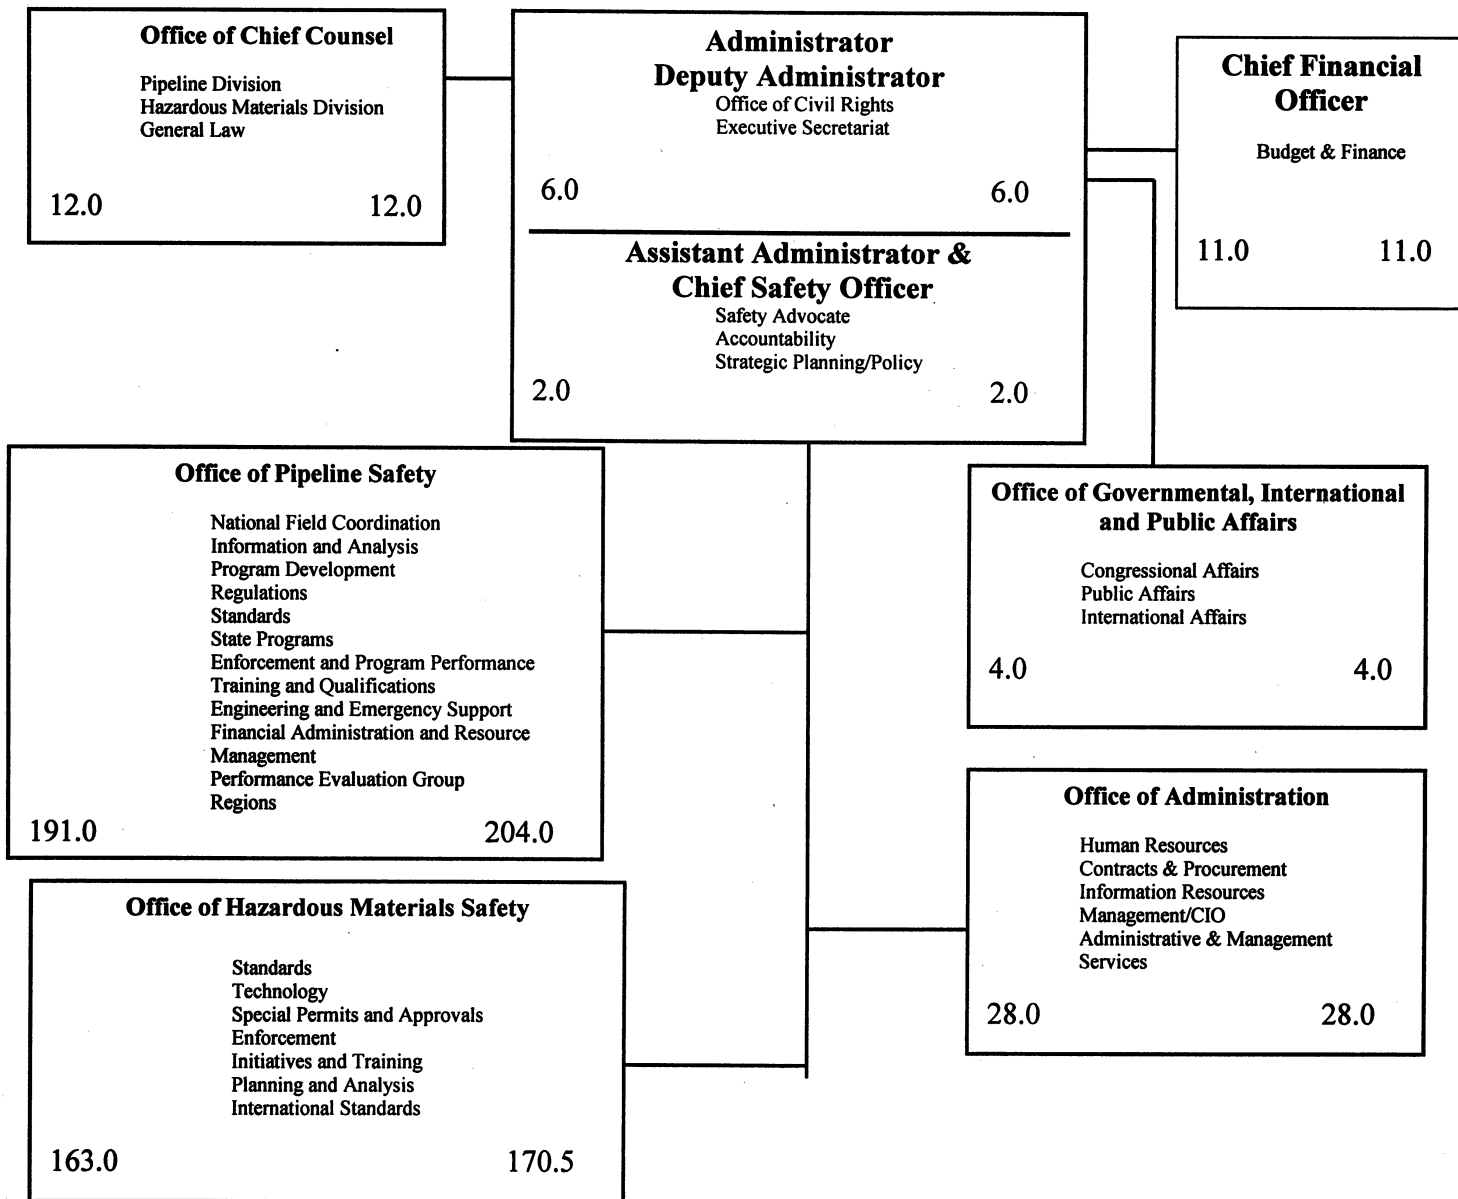 Office of Chief Counsel
Pipeline Division
Hazardous Materials Division
General Law
12.0 12.0
Administrator
Deputy Administrator
Office of Civil Rights
Executive Secretariat
6.0 6.0
Assistant Administrator &
Chief Safety Officer
Safety Advocate
Accountability
Strategic Planning/Policy
2.0 2.0
Chief Financial
Officer
Budget & Finance
11.0 11.0
Office of Pipeline Safety
National Field Coordination
Information and Analysis
Program Development
Regulations
Standards
State Programs
Enforcement and Program Performance
Training and Qualifications
Engineering and Emergency Support
Financial Administration and Resource
Management
Performance Evaluation Group
Regions
191.0 204.0
Office of Governmental, International
and Public Affairs
Congressional Affairs
Public Affairs
International Affairs
4.0 4.0
Office of Hazardous Materials Safety
Standards
Technology
Special Permits and Approvals
Enforcement
Initiatives and Training
Planning and Analysis
International Standards
163.0 170.5
Office of Administration
Human Resources
Contracts & Procurement
Information Resources
Management/CIO
Administrative & Management
Services
28.0 28.0